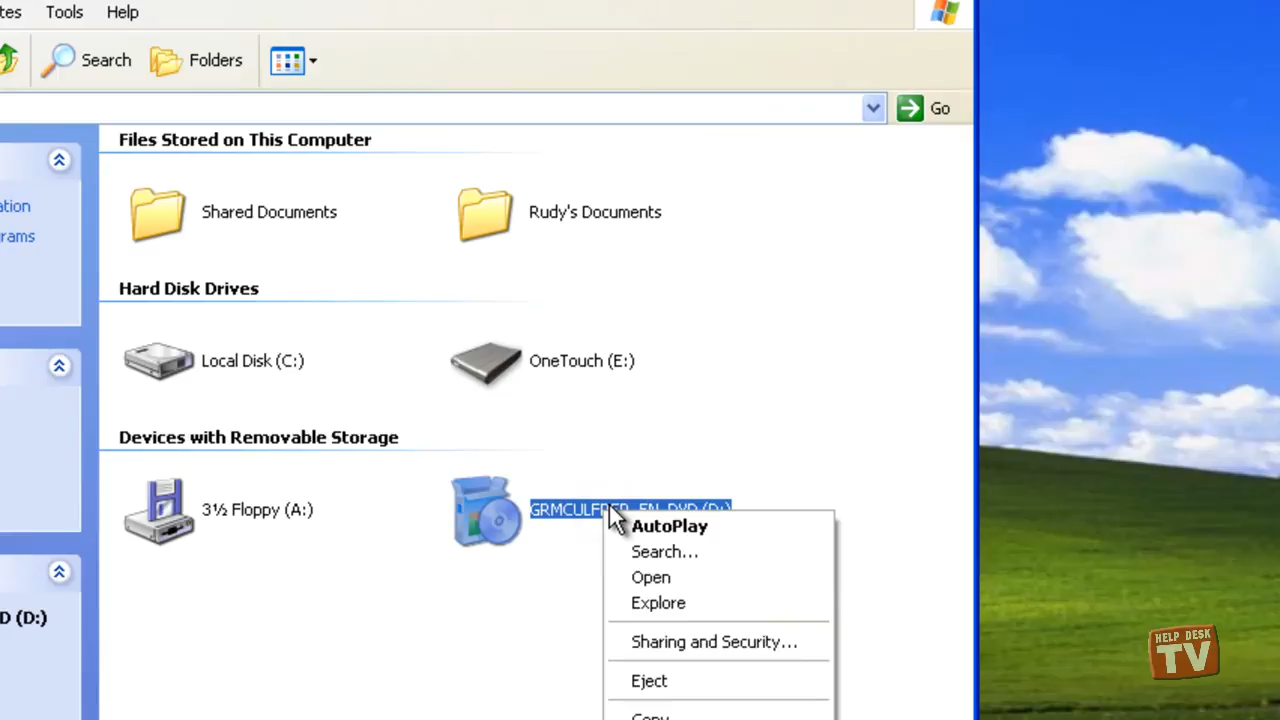 tes Tools Help
Search Folders
Go
Files Stored on This Computer
ation
Shared Documents Rudy's Documents
rams
Hard Disk Drives
Local Disk (C:) OneTouch (E:)
Devices with Removable Storage
3½ Floppy (A:) (D:)
AutoPlay
Search...
Open
Explore
D (D:)
Sharing and Security...
Eject
Copy
HELP DESK
TV